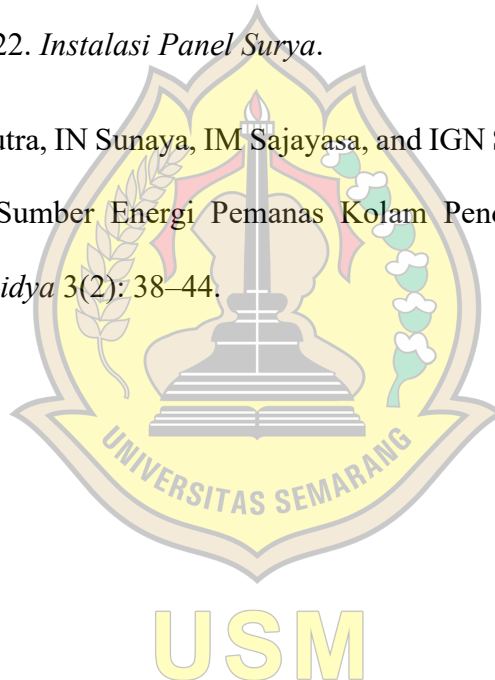 22. Instalasi Panel Surya.
utra, IN Sunaya, IM Sajayasa, and IGN S
Sumber Energi Pemanas Kolam Pend
idya 3(2): 38–44.
UNIVERSITAS SEMARANG
USM